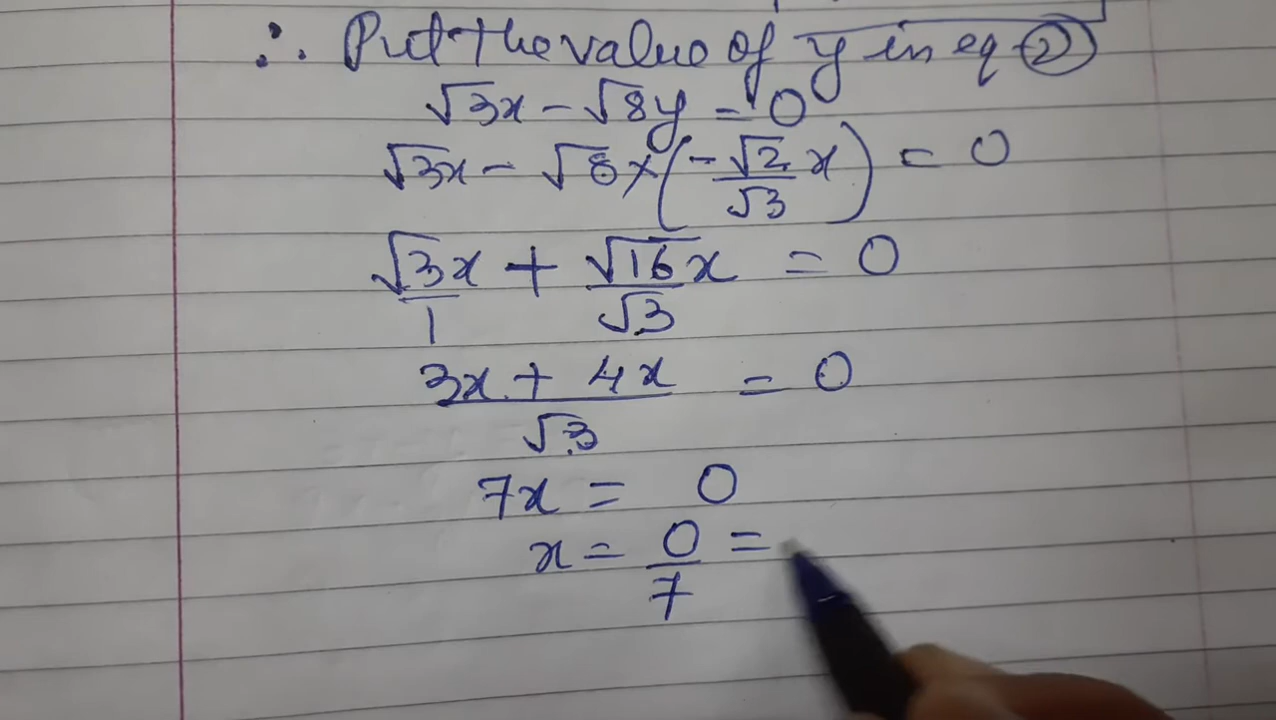 ∴ Put the value of y in eq - ②
√3x - √8y = 0
√3x - √8 × (-√2/√3 x) = 0
√3x/1 + √16x/√3 = 0
3x + 4x/√3 = 0
7x = 0
x = 0/7 =